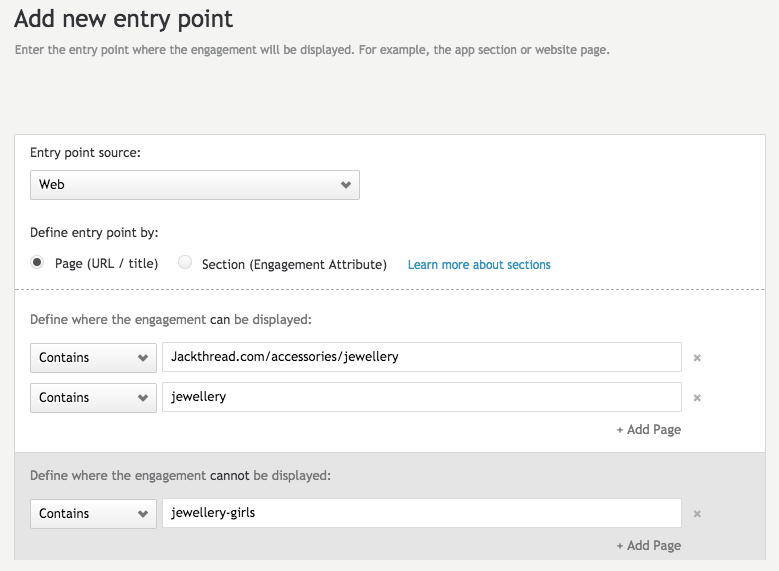 Add new entry point
Enter the entry point where the engagement will be displayed. For example, the app section or website page.
Entry point source:
Web
Define entry point by:
Page (URL / title) Section (Engagement Attribute) Learn more about sections
Define where the engagement can be displayed:
Contains Jackthread.com/accessories/jewellery ×
Contains jewellery ×
+ Add Page
Define where the engagement cannot be displayed:
Contains jewellery-girls ×
+ Add Page